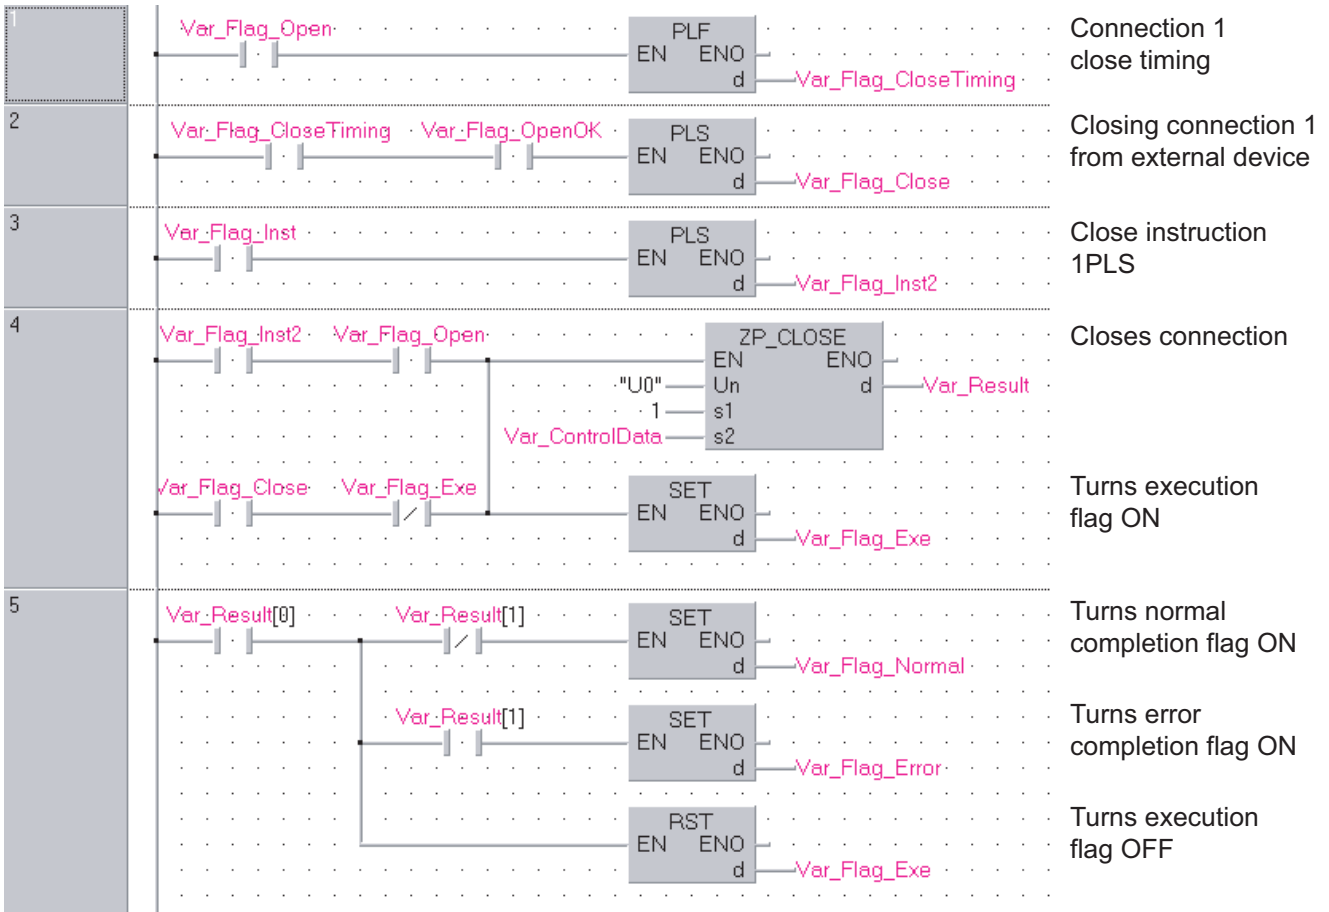 1
Var_Flag_Open
PLF
EN ENO
d
Var_Flag_CloseTiming
Connection 1
close timing
2
Var_Flag_CloseTiming
Var_Flag_OpenOK
PLS
EN ENO
d
Var_Flag_Close
Closing connection 1
from external device
3
Var_Flag_Inst
PLS
EN ENO
d
Var_Flag_Inst2
Close instruction
1PLS
4
Var_Flag_Inst2
Var_Flag_Open
ZP_CLOSE
EN ENO
"U0"
Un d
Var_Result
1
s1
Var_ControlData
s2
Closes connection
Var_Flag_Close
Var_Flag_Exe
SET
EN ENO
d
Var_Flag_Exe
Turns execution
flag ON
5
Var_Result[0]
Var_Result[1]
SET
EN ENO
d
Var_Flag_Normal
Turns normal
completion flag ON
Var_Result[1]
SET
EN ENO
d
Var_Flag_Error
Turns error
completion flag ON
RST
EN ENO
d
Var_Flag_Exe
Turns execution
flag OFF